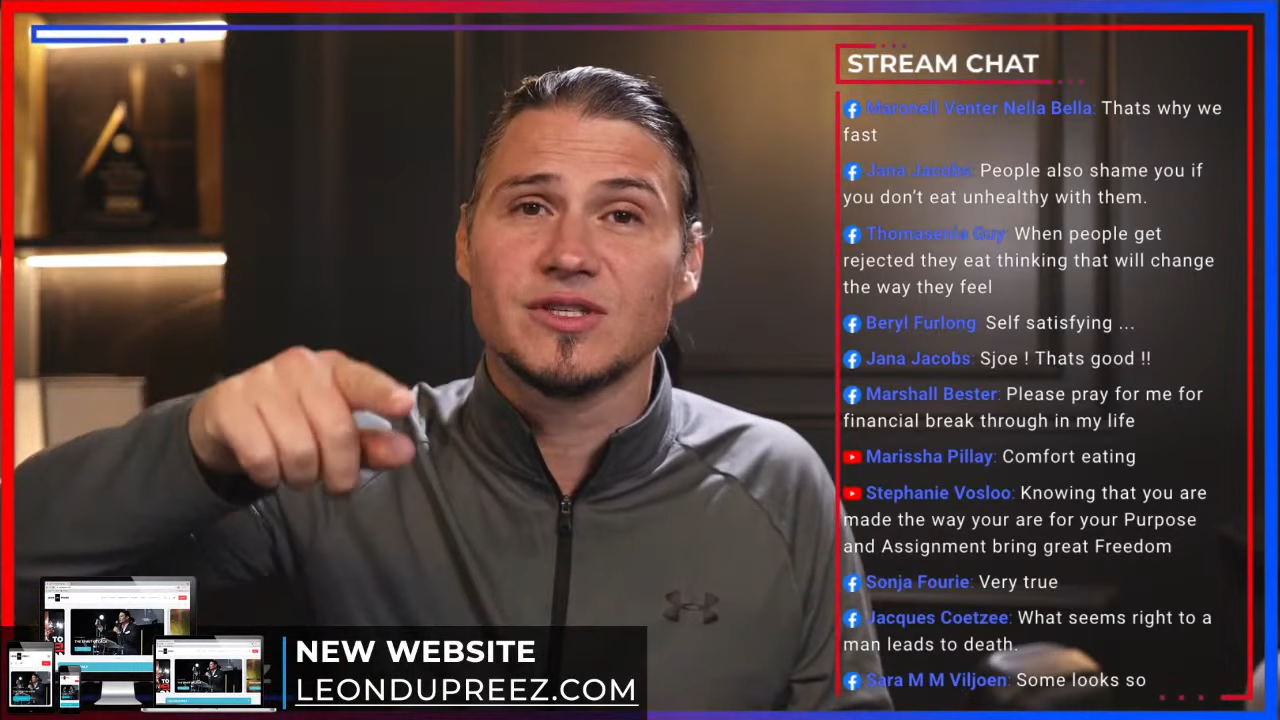 STREAM CHAT
Maronell Venter Nella Bella: Thats why we
fast
Jana Jacobs: People also shame you if
you don’t eat unhealthy with them.
Thomasenia Guy: When people get
rejected they eat thinking that will change
the way they feel
Beryl Furlong: Self satisfying ...
Jana Jacobs: Sjoe ! Thats good !!
Marshall Bester: Please pray for me for
financial break through in my life
Marissha Pillay: Comfort eating
Stephanie Vosloo: Knowing that you are
made the way your are for your Purpose
and Assignment bring great Freedom
Sonja Fourie: Very true
Jacques Coetzee: What seems right to a
man leads to death.
Sara M M Viljoen: Some looks so
NEW WEBSITE
LEONDUPREEZ.COM